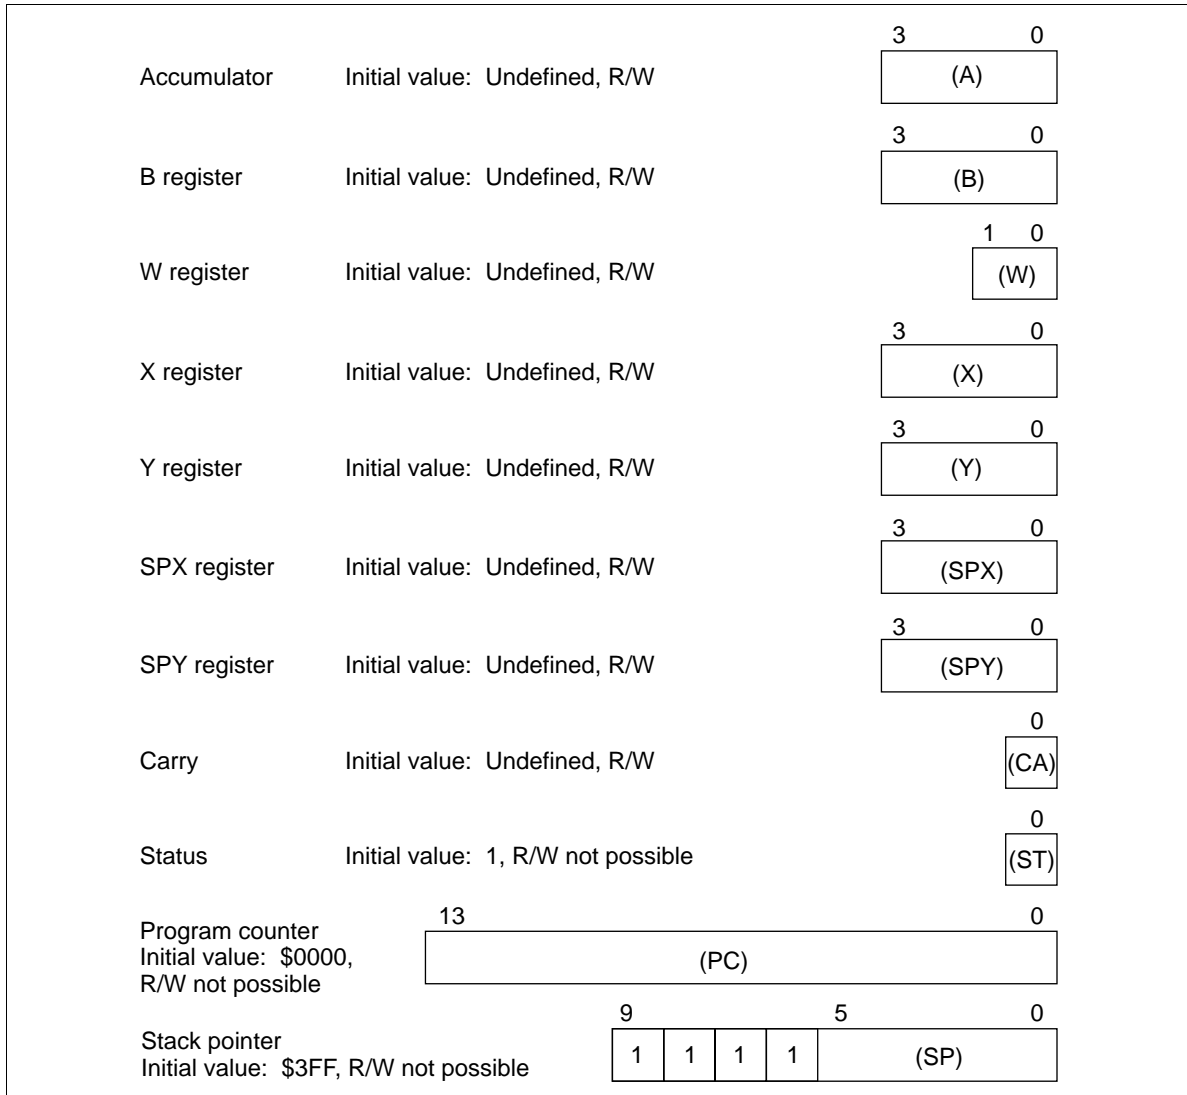 3 0
Accumulator Initial value: Undefined, R/W (A)
3 0
B register Initial value: Undefined, R/W (B)
1 0
W register Initial value: Undefined, R/W (W)
3 0
X register Initial value: Undefined, R/W (X)
3 0
Y register Initial value: Undefined, R/W (Y)
3 0
SPX register Initial value: Undefined, R/W (SPX)
3 0
SPY register Initial value: Undefined, R/W (SPY)
0
Carry Initial value: Undefined, R/W (CA)
0
Status Initial value: 1, R/W not possible (ST)
13 0
Program counter
Initial value: $0000,
R/W not possible
(PC)
9 5 0
Stack pointer
Initial value: $3FF, R/W not possible
1 1 1 1 (SP)